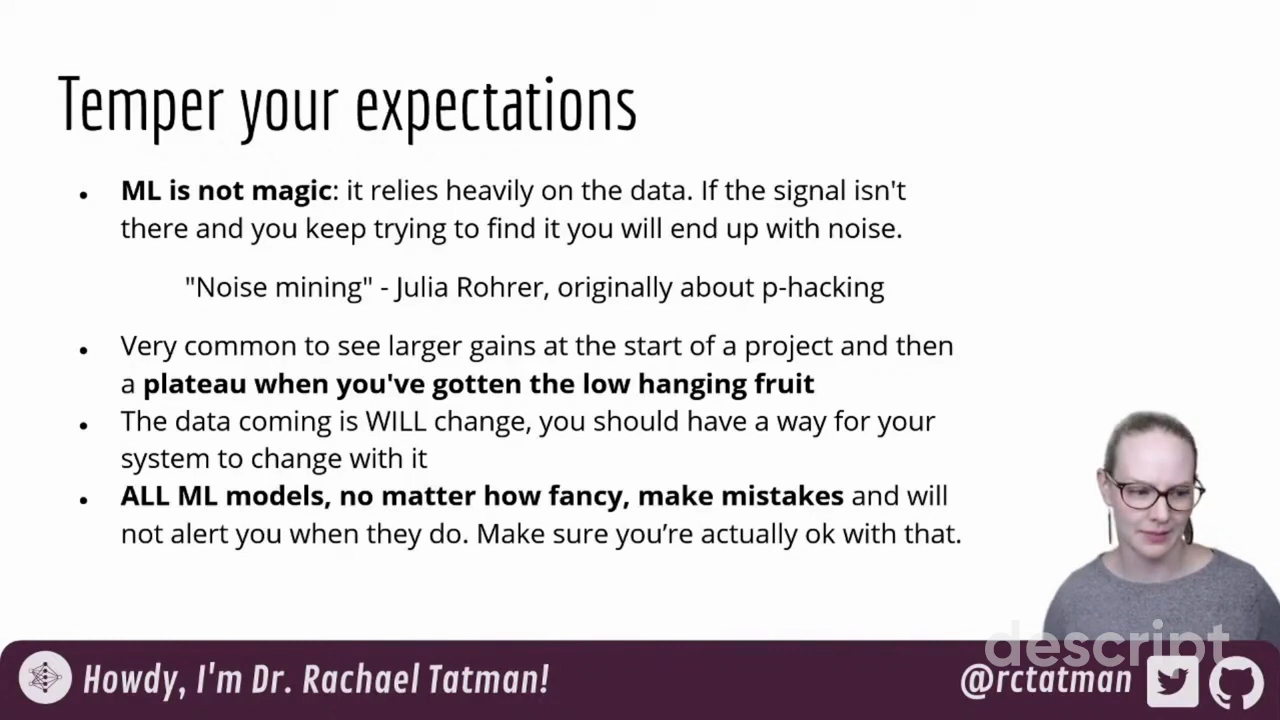 Temper your expectations
ML is not magic: it relies heavily on the data. If the signal isn't
there and you keep trying to find it you will end up with noise.
"Noise mining" - Julia Rohrer, originally about p-hacking
Very common to see larger gains at the start of a project and then
a plateau when you've gotten the low hanging fruit
The data coming is WILL change, you should have a way for your
system to change with it
ALL ML models, no matter how fancy, make mistakes and will
not alert you when they do. Make sure you’re actually ok with that.
descript
Howdy, I'm Dr. Rachael Tatman!
@rctatman